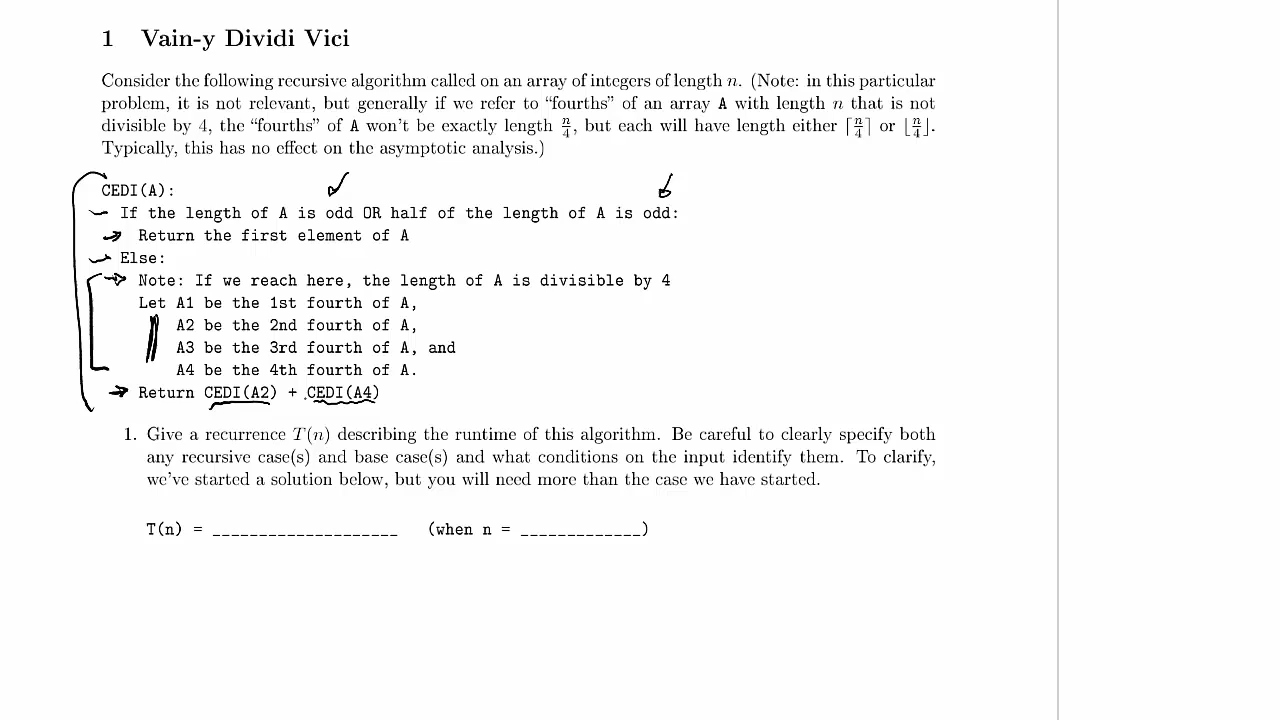 1 Vain-y Dividi Vici
Consider the following recursive algorithm called on an array of integers of length n. (Note: in this particular
problem, it is not relevant, but generally if we refer to “fourths” of an array A with length n that is not
divisible by 4, the “fourths” of A won’t be exactly length n/4, but each will have length either ⌈n/4⌉ or ⌊n/4⌋.
Typically, this has no effect on the asymptotic analysis.)
CEDI(A):
If the length of A is odd OR half of the length of A is odd:
Return the first element of A
Else:
Note: If we reach here, the length of A is divisible by 4
Let A1 be the 1st fourth of A,
A2 be the 2nd fourth of A,
A3 be the 3rd fourth of A, and
A4 be the 4th fourth of A.
Return CEDI(A2) + CEDI(A4)
1. Give a recurrence T(n) describing the runtime of this algorithm. Be careful to clearly specify both
any recursive case(s) and base case(s) and what conditions on the input identify them. To clarify,
we’ve started a solution below, but you will need more than the case we have started.
T(n) = ____________________ (when n = _____________)